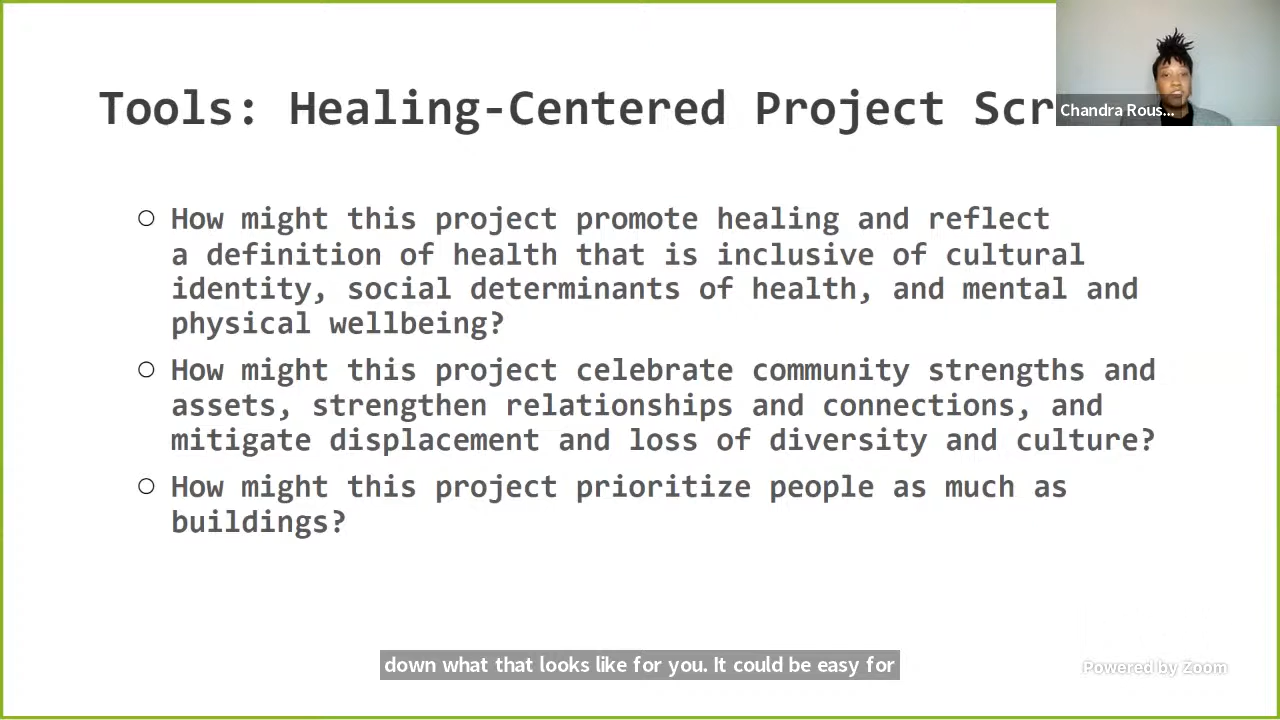 Tools: Healing-Centered Project Scr
Chandra Rous...
○ How might this project promote healing and reflect
a definition of health that is inclusive of cultural
identity, social determinants of health, and mental and
physical wellbeing?
○ How might this project celebrate community strengths and
assets, strengthen relationships and connections, and
mitigate displacement and loss of diversity and culture?
○ How might this project prioritize people as much as
buildings?
down what that looks like for you. It could be easy for
Powered by Zoom